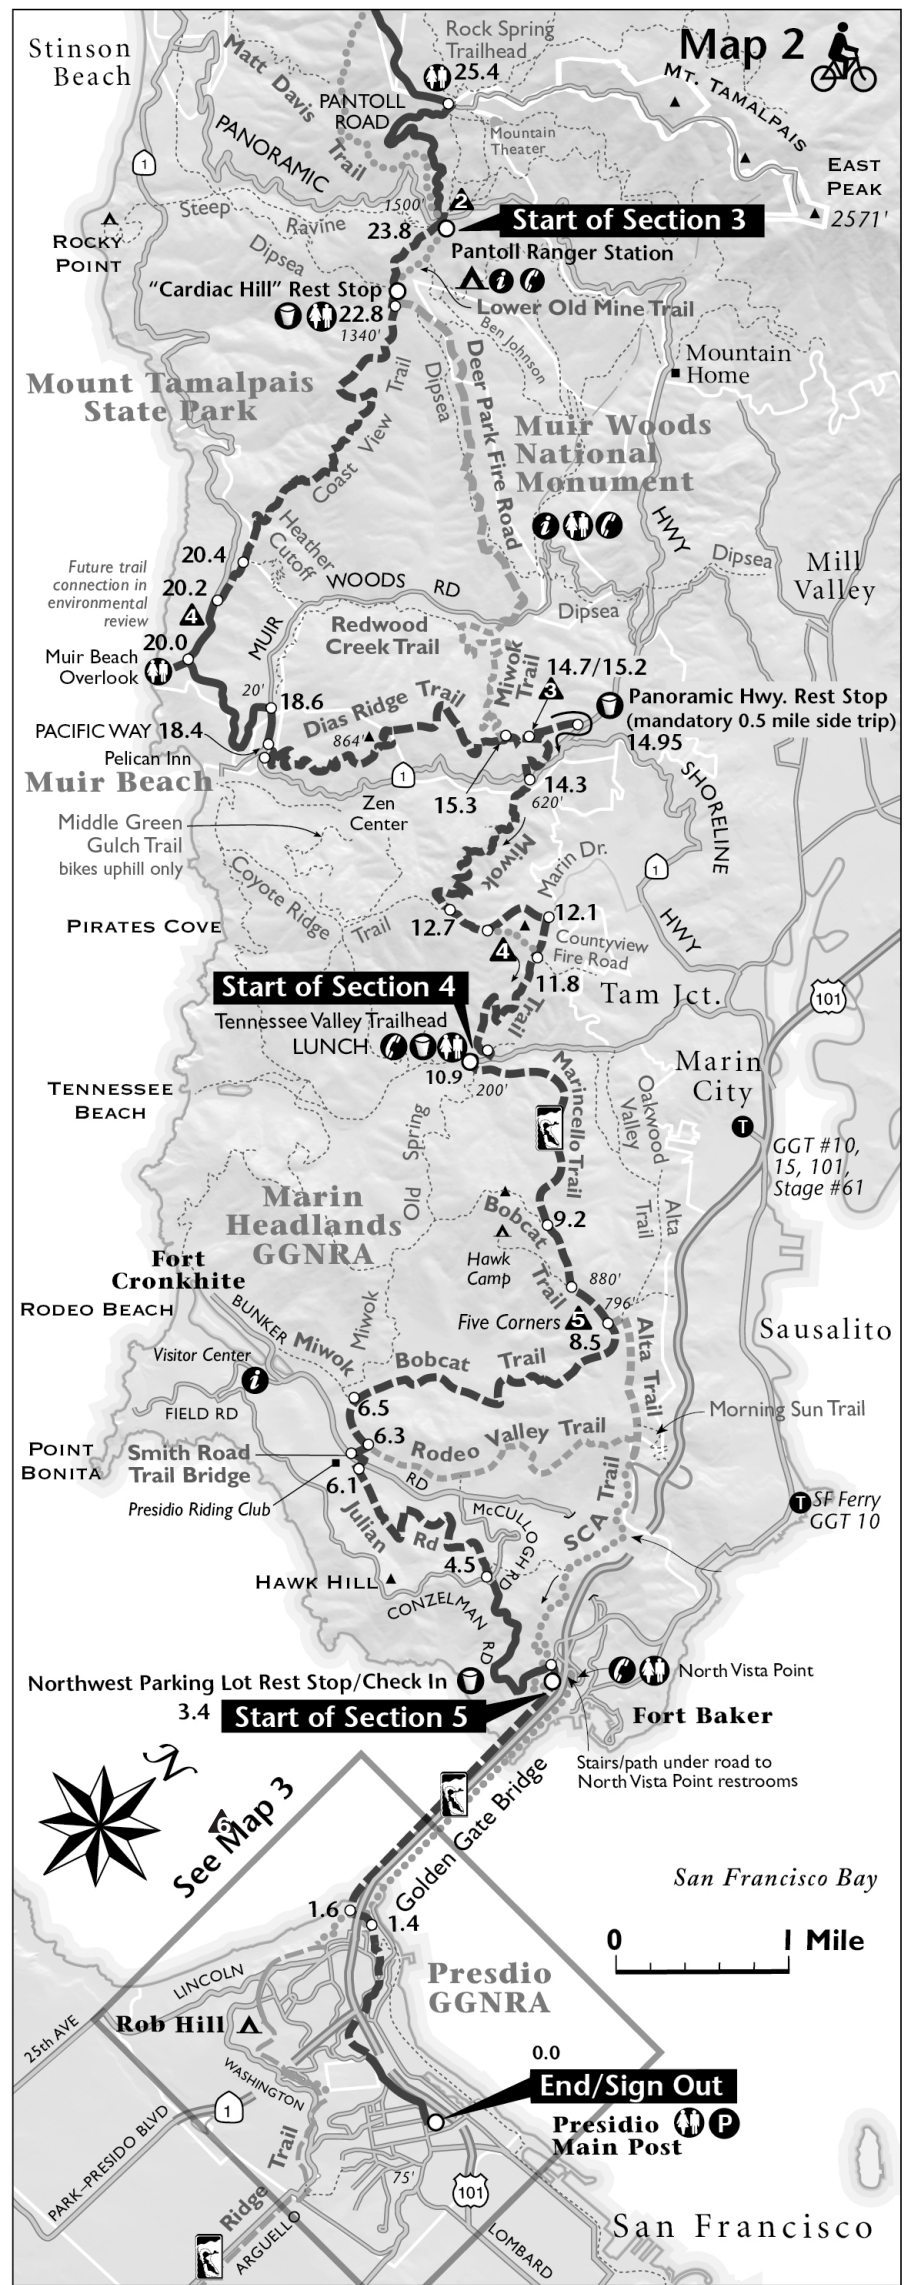 Stinson
Beach
Rock Spring
Trailhead
25.4
Map 2
Matt Davis
Trail
PANTOLL
ROAD
MT. TAMALPAIS
PANORAMIC
Mountain
Theater
1
EAST
PEAK
2571'
1500'
2
Steep
Ravine
23.8
Start of Section 3
ROCKY
POINT
Dipsea
Pantoll Ranger Station
i
"Cardiac Hill" Rest Stop
22.8
1340'
Lower Old Mine Trail
Ben Johnson
Mountain
Home
Mount Tamalpais
State Park
Dipsea
Deer Park Fire Road
Coast View Trail
Muir Woods
National
Monument
i
HWY
Heather
Cutoff
20.4
Future trail
connection in
environmental
review
20.2
4
20.0
Muir Beach
Overlook
MUIR
WOODS
RD
Dipsea
Dipsea
Mill
Valley
Redwood
Creek Trail
Miwok
Trail
14.7/15.2
3
Panoramic Hwy. Rest Stop
(mandatory 0.5 mile side trip)
14.95
20'
18.6
Dias Ridge Trail
864'
PACIFIC WAY 18.4
Pelican Inn
Muir Beach
1
Zen
Center
15.3
14.3
620'
SHORELINE
HWY
1
Middle Green
Gulch Trail
bikes uphill only
Miwok
Marin Dr.
Coyote Ridge
Trail
PIRATES COVE
12.7
12.1
4
Countyview
Fire Road
11.8
Trail
Start of Section 4
Tennessee Valley Trailhead
LUNCH
10.9
200'
Tam Jct.
101
Marin
City
TENNESSEE
BEACH
Marincello Trail
Oakwood
Valley
T
GGT #10,
15, 101,
Stage #61
Old
Spring
Marin
Headlands
GGNRA
Bobcat
Trail
9.2
Alta
Trail
Hawk
Camp
Fort
Cronkhite
RODEO BEACH
880'
796'
Five Corners
5
8.5
Sausalito
BUNKER
Miwok
Miwok
Visitor Center
i
Bobcat Trail
Alta Trail
FIELD RD
6.5
Morning Sun Trail
POINT
BONITA
Smith Road
Trail Bridge
6.3
Rodeo Valley Trail
6.1
RD
Presidio Riding Club
Julian
Rd
McCULLOGH RD
SCA Trail
T
SF Ferry
GGT 10
4.5
HAWK HILL
CONZELMAN
RD
Northwest Parking Lot Rest Stop/Check In
3.4
Start of Section 5
North Vista Point
Fort Baker
Stairs/path under road to
North Vista Point restrooms
N
6
See Map 3
Golden Gate Bridge
San Francisco Bay
1.6
1.4
0
1 Mile
LINCOLN
Presdio
GGNRA
Rob Hill
25th AVE
WASHINGTON
0.0
End/Sign Out
Presidio
Main Post
P
1
PARK–PRESIDO BLVD
Ridge Trail
75'
101
ARGUELLO
LOMBARD
San Francisco